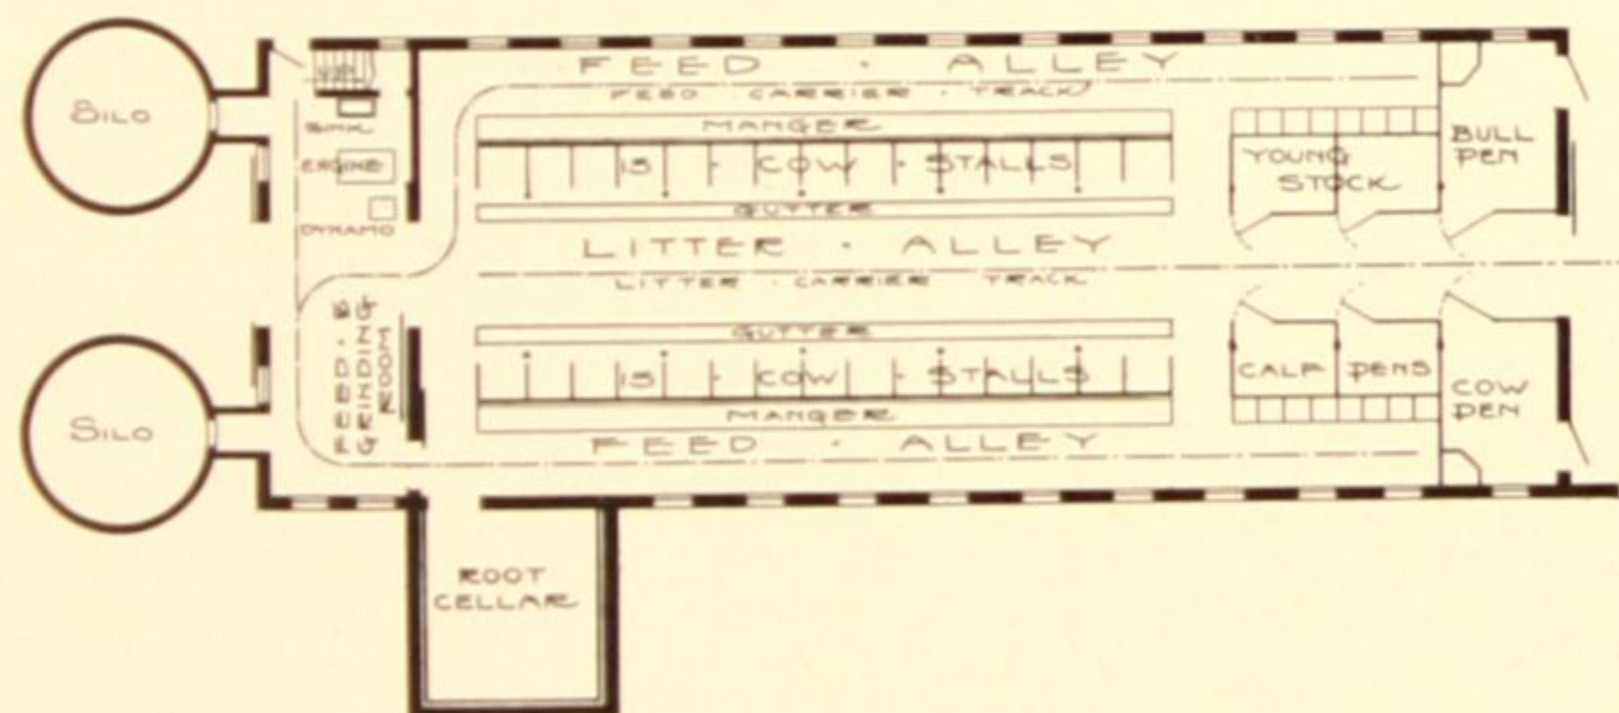 FEED · ALLEY
FEED CARRIER · TRACK
MANGER
15 · COW · STALLS
GUTTER
LITTER · ALLEY
LITTER · CARRIER TRACK
GUTTER
15 · COW · STALLS
MANGER
FEED · ALLEY
SILO
SILO
SINK
ENGINE
DYNAMO
FEED · &
GRINDING
ROOM
YOUNG
STOCK
BULL
PEN
CALF PENS
COW
PEN
ROOT
CELLAR